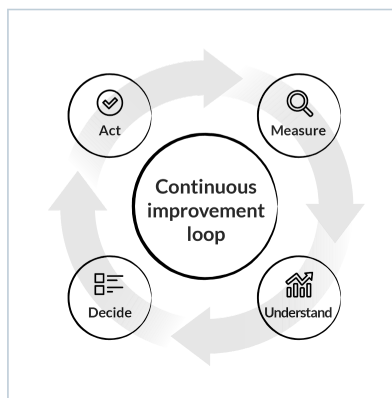 Act
Measure
Continuous
improvement
loop
Decide
Understand